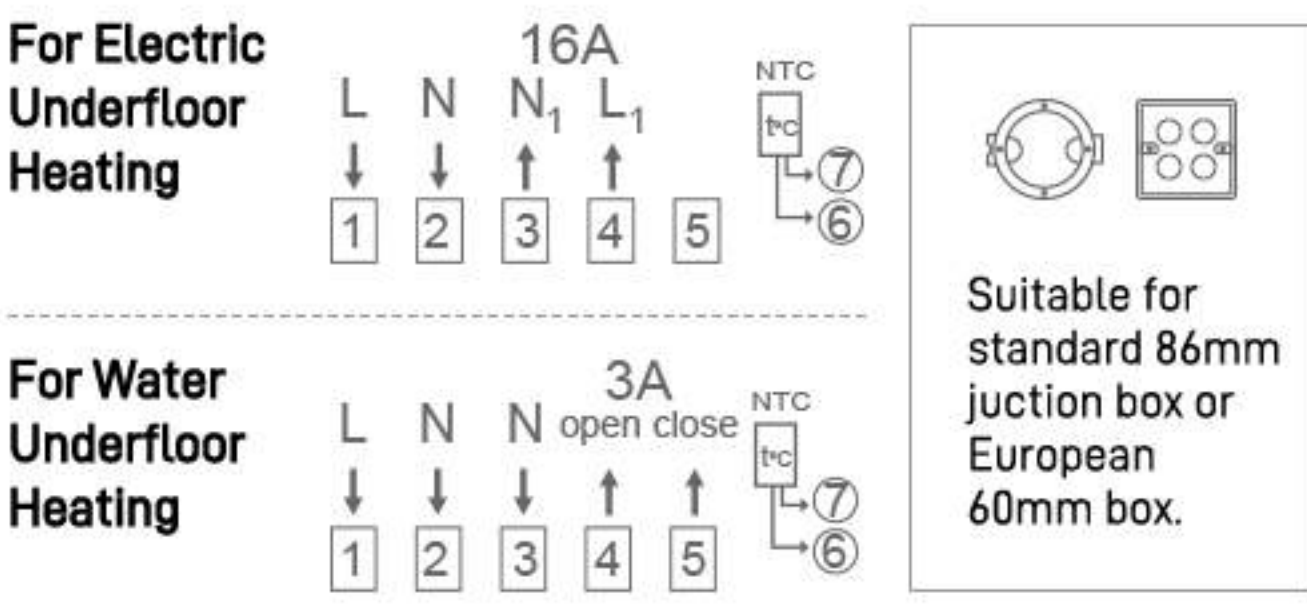 For Electric
Underfloor
Heating
16A
L N N₁ L₁
1 2 3 4 5
NTC
t°C
7
6
For Water
Underfloor
Heating
3A
L N N open close
1 2 3 4 5
NTC
t°C
7
6
Suitable for
standard 86mm
juction box or
European
60mm box.